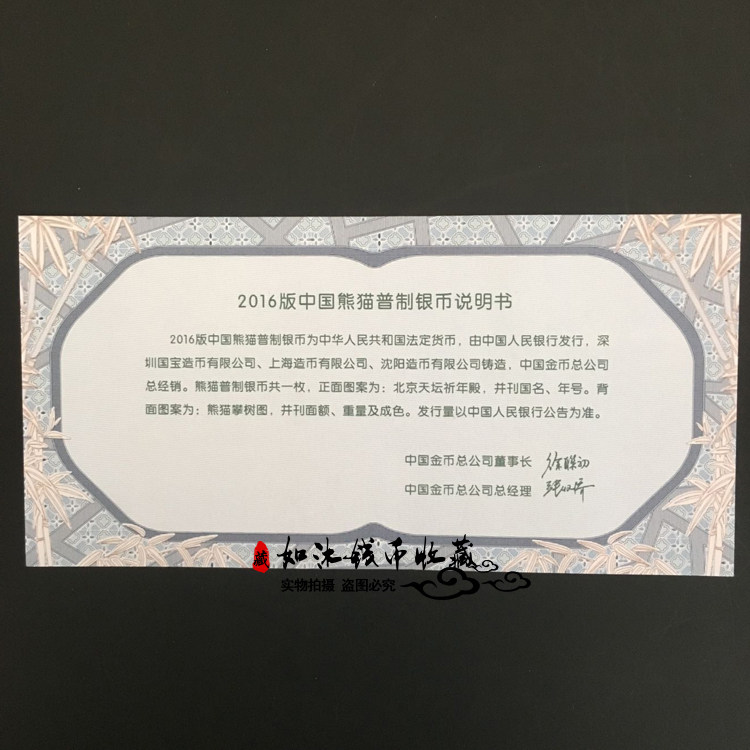 2016版中国熊猫普制银币说明书
2016版中国熊猫普制银币为中华人民共和国法定货币，由中国人民银行发行，深
圳国宝造币有限公司、上海造币有限公司、沈阳造币有限公司铸造，中国金币总公司
总经销。熊猫普制银币共一枚，正面图案为：北京天坛祈年殿，并刊国名、年号。背
面图案为：熊猫攀树图，并刊面额、重量及成色。发行量以中国人民银行公告为准。
中国金币总公司董事长
中国金币总公司总经理
藏 如沐钱币收藏
实物拍摄 盗图必究